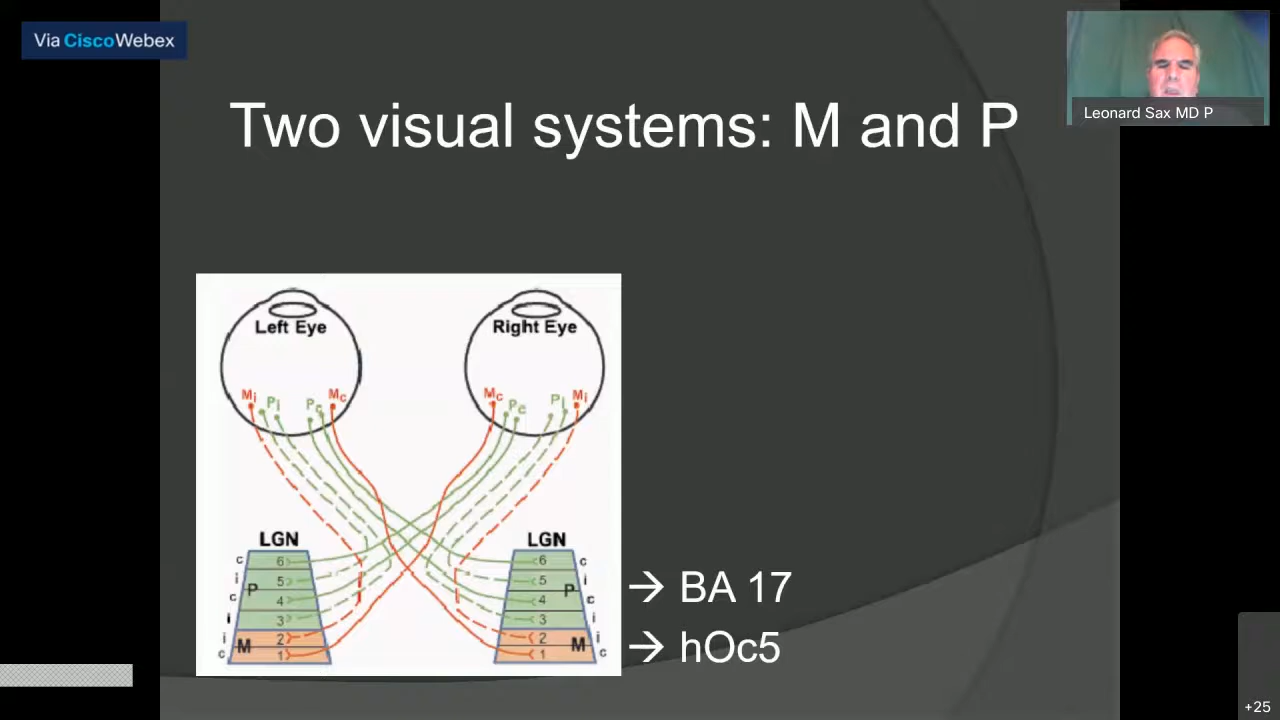 Via CiscoWebex
Leonard Sax MD P
Two visual systems: M and P
Left Eye
Right Eye
Mi Pi Pc Mc
Mc Pc Pi Mi
LGN
LGN
c 6
6 c
i 5
5 i
P
P
c 4
4 c
i 3
3 i
i 2
2 i
M
M
c 1
1 c
→ BA 17
→ hOc5
+25